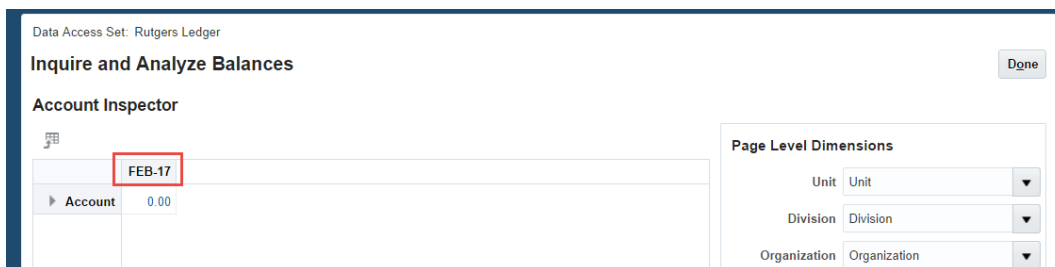 Data Access Set: Rutgers Ledger
Inquire and Analyze Balances
Done
Account Inspector
Page Level Dimensions
FEB-17
Account 0.00
Unit Unit
Division Division
Organization Organization